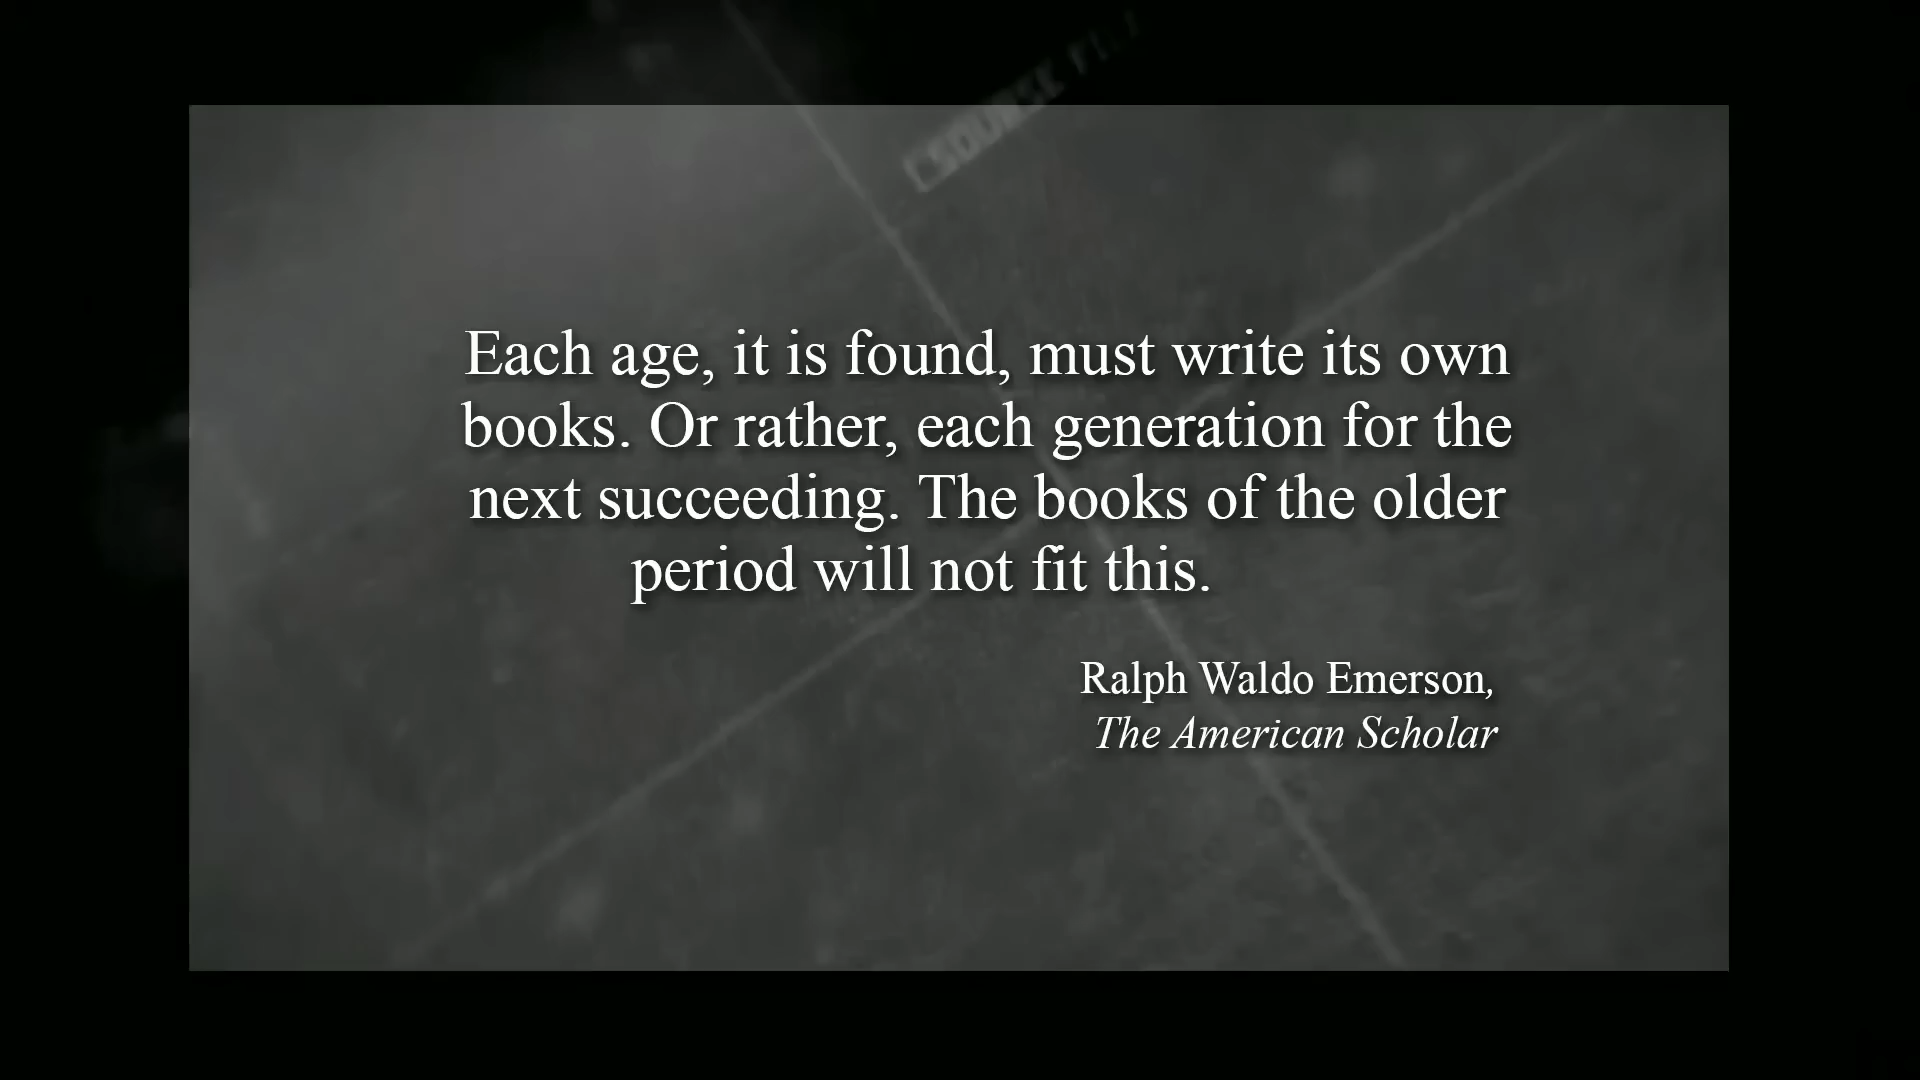 Each age, it is found, must write its own
books. Or rather, each generation for the
next succeeding. The books of the older
period will not fit this.
Ralph Waldo Emerson,
The American Scholar